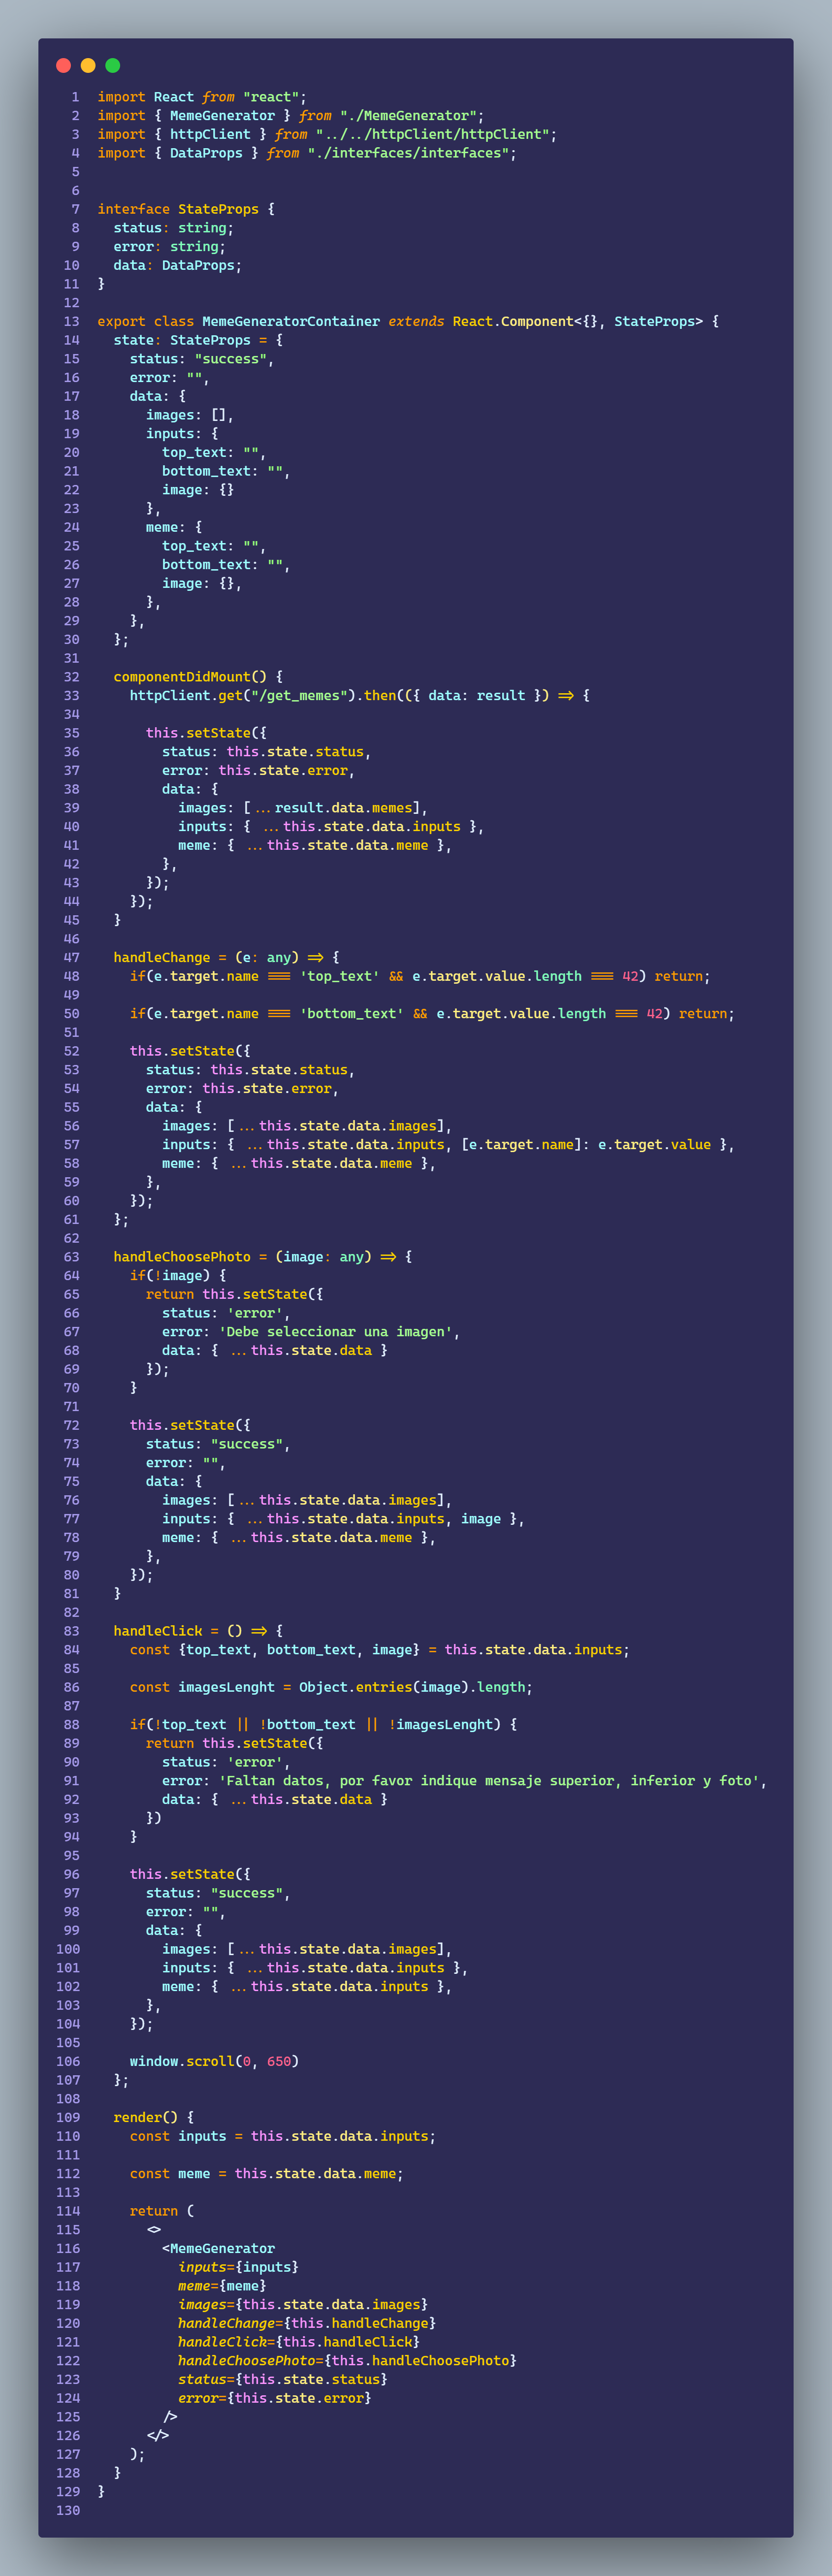 1 import React from "react";
2 import { MemeGenerator } from "./MemeGenerator";
3 import { httpClient } from "../../httpClient/httpClient";
4 import { DataProps } from "./interfaces/interfaces";
5
6
7 interface StateProps {
8   status: string;
9   error: string;
10   data: DataProps;
11 }
12
13 export class MemeGeneratorContainer extends React.Component<{}, StateProps> {
14   state: StateProps = {
15     status: "success",
16     error: "",
17     data: {
18       images: [],
19       inputs: {
20         top_text: "",
21         bottom_text: "",
22         image: {}
23       },
24       meme: {
25         top_text: "",
26         bottom_text: "",
27         image: {},
28       },
29     },
30   };
31
32   componentDidMount() {
33     httpClient.get("/get_memes").then(({ data: result }) => {
34
35       this.setState({
36         status: this.state.status,
37         error: this.state.error,
38         data: {
39           images: [...result.data.memes],
40           inputs: { ...this.state.data.inputs },
41           meme: { ...this.state.data.meme },
42         },
43       });
44     });
45   }
46
47   handleChange = (e: any) => {
48     if(e.target.name === 'top_text' && e.target.value.length === 42) return;
49
50     if(e.target.name === 'bottom_text' && e.target.value.length === 42) return;
51
52     this.setState({
53       status: this.state.status,
54       error: this.state.error,
55       data: {
56         images: [...this.state.data.images],
57         inputs: { ...this.state.data.inputs, [e.target.name]: e.target.value },
58         meme: { ...this.state.data.meme },
59       },
60     });
61   };
62
63   handleChoosePhoto = (image: any) => {
64     if(!image) {
65       return this.setState({
66         status: 'error',
67         error: 'Debe seleccionar una imagen',
68         data: { ...this.state.data }
69       });
70     }
71
72     this.setState({
73       status: "success",
74       error: "",
75       data: {
76         images: [...this.state.data.images],
77         inputs: { ...this.state.data.inputs, image },
78         meme: { ...this.state.data.meme },
79       },
80     });
81   }
82
83   handleClick = () => {
84     const {top_text, bottom_text, image} = this.state.data.inputs;
85
86     const imagesLenght = Object.entries(image).length;
87
88     if(!top_text || !bottom_text || !imagesLenght) {
89       return this.setState({
90         status: 'error',
91         error: 'Faltan datos, por favor indique mensaje superior, inferior y foto',
92         data: { ...this.state.data }
93       })
94     }
95
96     this.setState({
97       status: "success",
98       error: "",
99       data: {
100         images: [...this.state.data.images],
101         inputs: { ...this.state.data.inputs },
102         meme: { ...this.state.data.inputs },
103       },
104     });
105
106     window.scroll(0, 650)
107   };
108
109   render() {
110     const inputs = this.state.data.inputs;
111
112     const meme = this.state.data.meme;
113
114     return (
115       <>
116         <MemeGenerator
117           inputs={inputs}
118           meme={meme}
119           images={this.state.data.images}
120           handleChange={this.handleChange}
121           handleClick={this.handleClick}
122           handleChoosePhoto={this.handleChoosePhoto}
123           status={this.state.status}
124           error={this.state.error}
125         />
126       </>
127     );
128   }
129 }
130